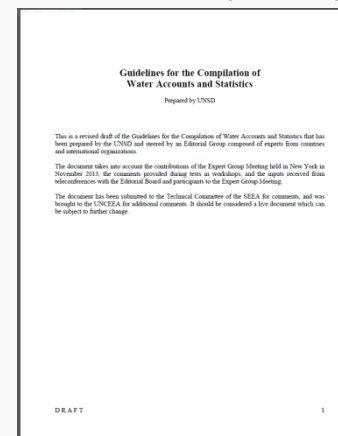 Guidelines for the Compilation of
Water Accounts and Statistics
Prepared by UNSD
This is a revised draft of the Guidelines for the Compilation of Water Accounts and Statistics that has
been prepared by the UNSD and steered by an Editorial Group composed of experts from countries
and international organizations.
The document takes into account the contributions of the Expert Group Meeting held in New York in
November 2013, the comments provided during tests in workshops, and the inputs received from
teleconferences with the Editorial Board and participants to the Expert Group Meeting.
The document has been submitted to the Technical Committee of the SEEA for comments, and was
brought to the UNCEEA for additional comments. It should be considered a live document which can
be subject to further change.
DRAFT 1